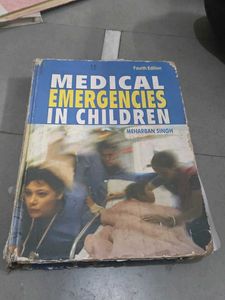 Fourth Edition
MEDICAL
EMERGENCIES
IN CHILDREN
MEHARBAN SINGH